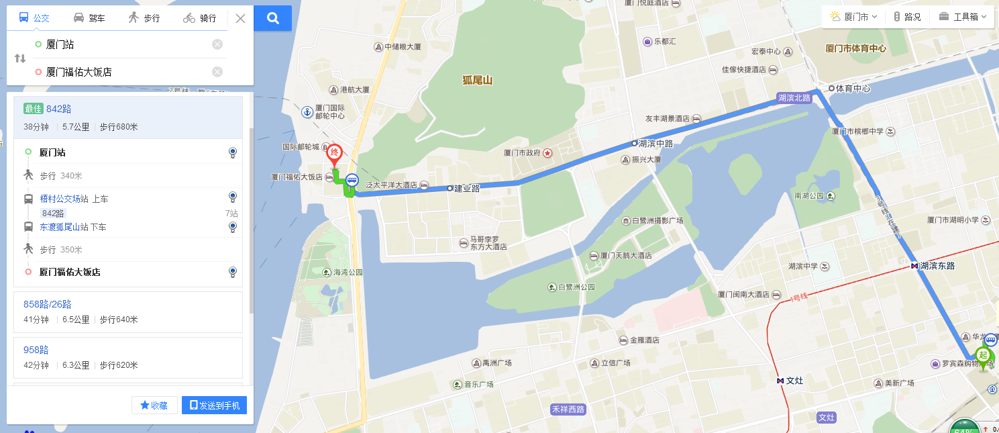 公交
驾车
步行
骑行
厦门站
厦门福佑大饭店
最佳 842路
38分钟 5.7公里 步行680米
厦门站
步行 340米
梧村公交场站 上车
842路 7站
东渡狐尾山站 下车
步行 350米
厦门福佑大饭店
858路/26路
41分钟 6.5公里 步行640米
958路
42分钟 6.3公里 步行620米
收藏
发送到手机
厦门市
路况
工具箱
厦门悦庭酒店
乐都汇
宏泰中心
厦门市体育中心
佳傢快捷酒店
中储粮大厦
狐尾山
港航大厦
厦门国际
邮轮中心
体育中心
湖滨北路
友丰湖景酒店
厦门市槟榔中学
国际邮轮城
终
厦门市政府
湖滨中路
振兴大厦
厦门福佑大饭店
泛太平洋大酒店
建业路
南湖公园
白鹭洲摄影广场
厦门市湖明小学
马哥孛罗
东方大酒店
厦门天鹅大酒店
海湾公园
湖滨中学
湖滨东路
白鹭洲公园
厦门闽南大酒店
1号线
金雁酒店
禹洲广场
立信广场
起
罗宾森购物广场
音乐广场
文灶
美新广场
禾祥西路
文灶
64%